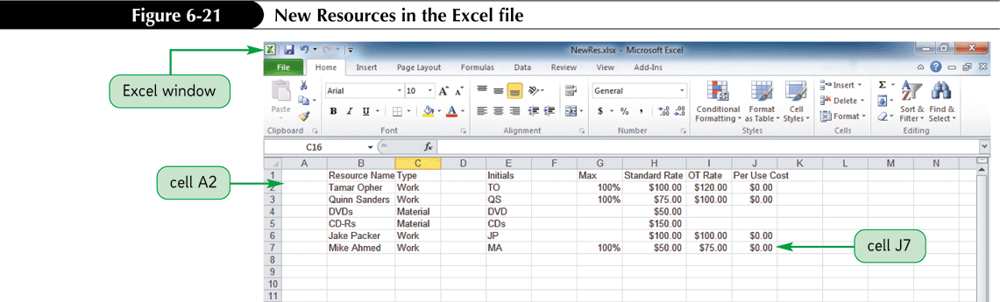 Figure 6-21 New Resources in the Excel file
NewRes.xlsx - Microsoft Excel
File Home Insert Page Layout Formulas Data Review View Add-Ins
Excel window
Paste
Arial 10 A A
General
Insert
Delete
Format
B I U A
$ % , .00 .00
Conditional Formatting Format as Table Cell Styles
Sort & Filter Find & Select
Clipboard Font Alignment Number Styles Cells Editing
C16 fx
A B C D E F G H I J K L M N
1 Resource Name Type Initials Max Standard Rate OT Rate Per Use Cost
cell A2
2 Tamar Opher Work TO 100% $100.00 $120.00 $0.00
3 Quinn Sanders Work QS 100% $75.00 $100.00 $0.00
4 DVDs Material DVD $50.00
5 CD-Rs Material CDs $150.00
6 Jake Packer Work JP $100.00 $100.00 $0.00
7 Mike Ahmed Work MA 100% $50.00 $75.00 $0.00
cell J7
8
9
10
11